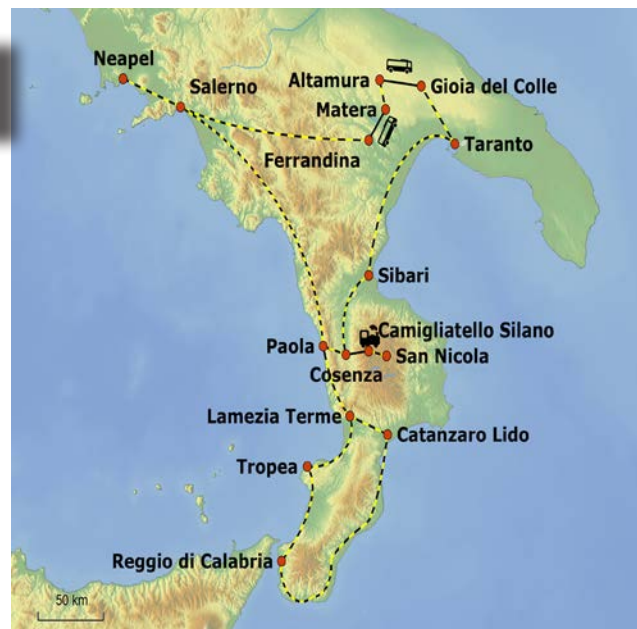 Neapel
Salerno
Altamura
Gioia del Colle
Matera
Ferrandina
Taranto
Sibari
Camigliatello Silano
Paola
San Nicola
Cosenza
Lamezia Terme
Catanzaro Lido
Tropea
Reggio di Calabria
50 km